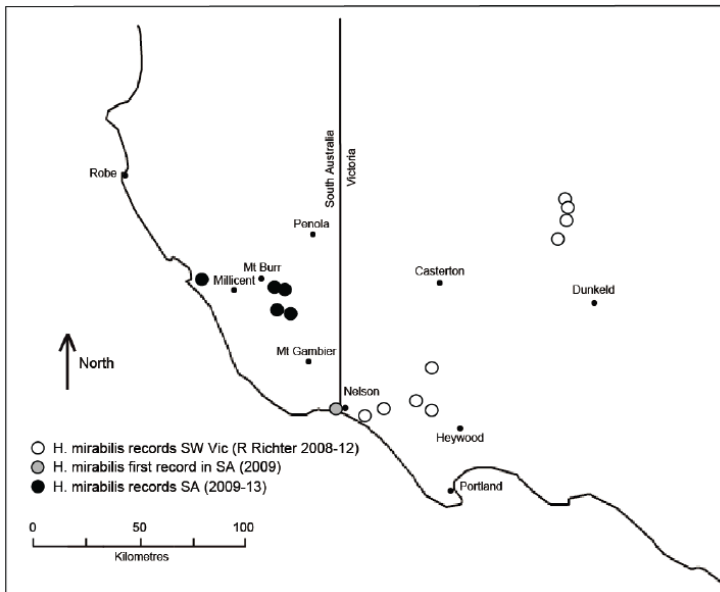 South Australia
Victoria
Robe
Penola
Mt Burr
Millicent
Casterton
Dunkeld
Mt Gambier
North
Nelson
Heywood
H. mirabilis records SW Vic (R Richter 2008-12)
H. mirabilis first record in SA (2009)
H. mirabilis records SA (2009-13)
Portland
0 50 100
Kilometres